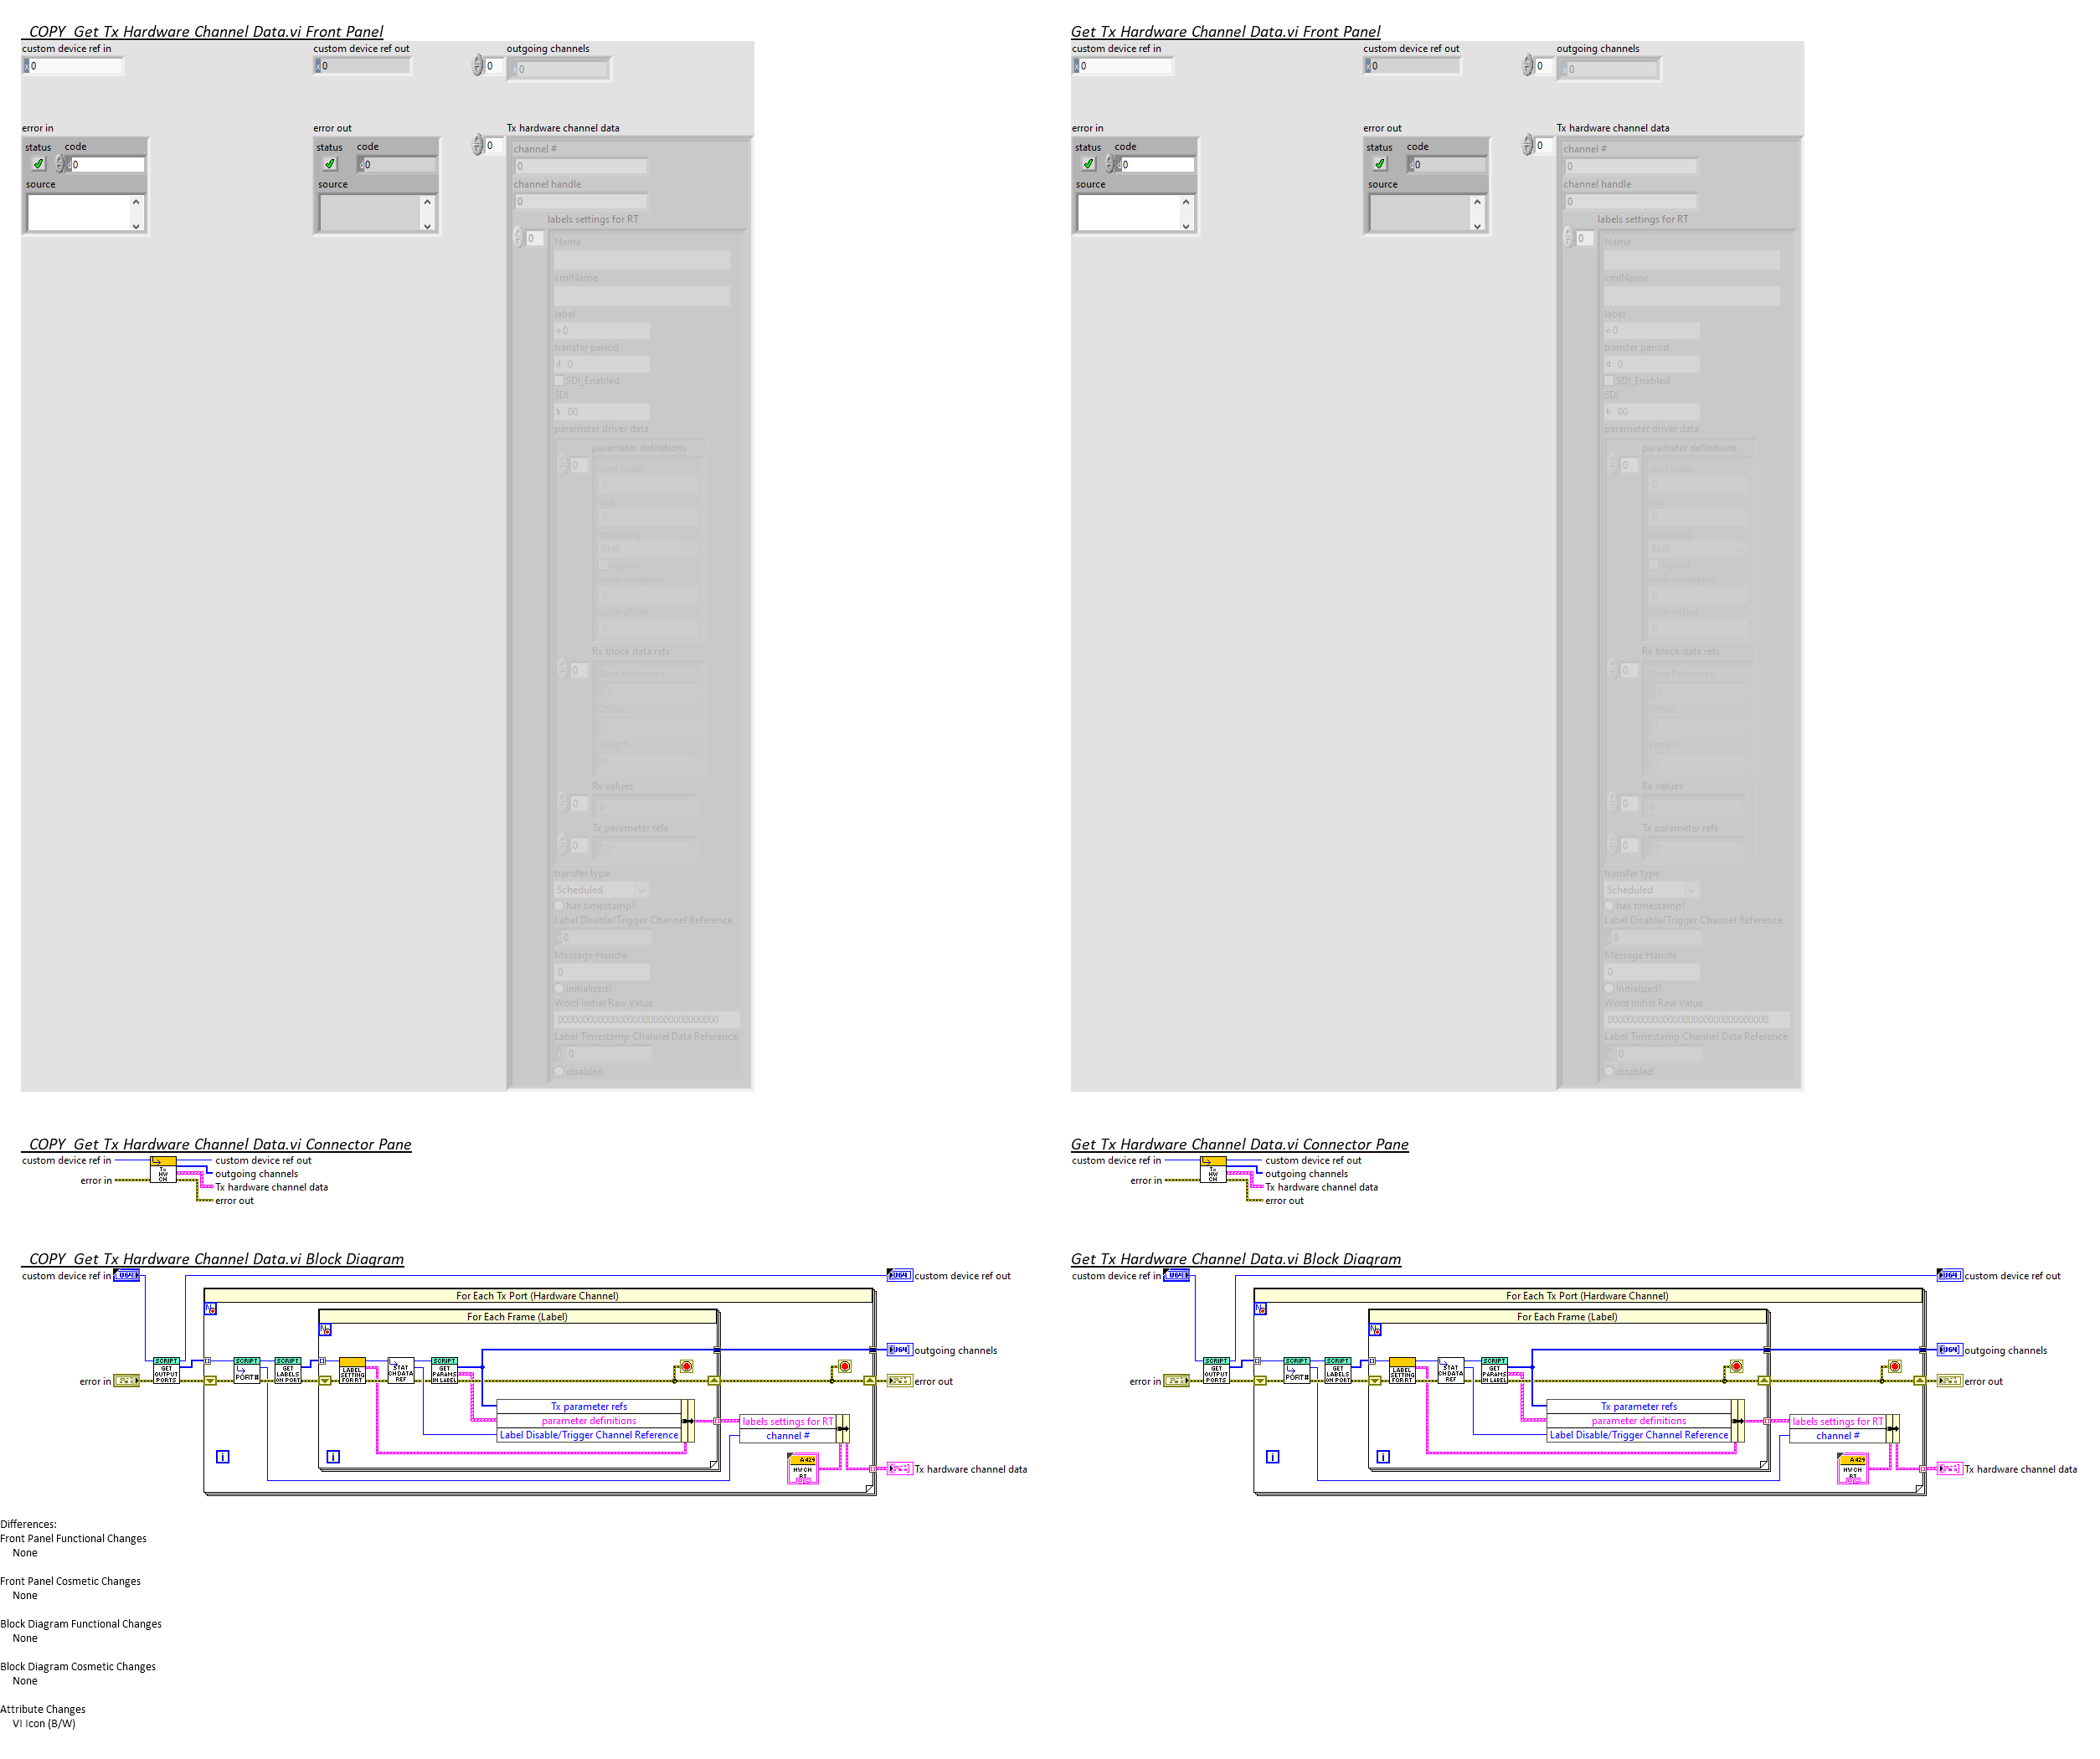 COPY  Get Tx Hardware Channel Data.vi Front Panel
custom device ref in
custom device ref out
outgoing channels
x 0
x 0
0
x 0
error in
error out
Tx hardware channel data
status code
status code
0
channel #
d 0
d 0
0
source
source
channel handle
0
labels settings for RT
0
Name
xmlName
label
o 0
transfer period
d 0
SDI_Enabled
SDI
b 00
parameter driver data
parameter definitions
0
start index
0
size
0
encoding
BNR
signed
scale multiplier
0
scale offset
0
Rx block data refs
0
Data Reference
0
Offset
0
Length
0
Rx values
0
0
Tx parameter refs
0
0
transfer type
Scheduled
has timestamp?
Label Disable/Trigger Channel Reference
x 0
Message Handle
0
Initialized?
Word Initial Raw Value
00000000000000000000000000000000
Label Timestamp Channel Data Reference
x 0
disabled
Get Tx Hardware Channel Data.vi Front Panel
custom device ref in
custom device ref out
outgoing channels
x 0
x 0
0
x 0
error in
error out
Tx hardware channel data
status code
status code
0
channel #
d 0
d 0
0
source
source
channel handle
0
labels settings for RT
0
Name
xmlName
label
o 0
transfer period
d 0
SDI_Enabled
SDI
b 00
parameter driver data
parameter definitions
0
start index
0
size
0
encoding
BNR
signed
scale multiplier
0
scale offset
0
Rx block data refs
0
Data Reference
0
Offset
0
Length
0
Rx values
0
0
Tx parameter refs
0
0
transfer type
Scheduled
has timestamp?
Label Disable/Trigger Channel Reference
x 0
Message Handle
0
Initialized?
Word Initial Raw Value
00000000000000000000000000000000
Label Timestamp Channel Data Reference
x 0
disabled
COPY  Get Tx Hardware Channel Data.vi Connector Pane
custom device ref in
custom device ref out
Tx
HW
CH
outgoing channels
error in
Tx hardware channel data
error out
Get Tx Hardware Channel Data.vi Connector Pane
custom device ref in
custom device ref out
Tx
HW
CH
outgoing channels
error in
Tx hardware channel data
error out
COPY  Get Tx Hardware Channel Data.vi Block Diagram
custom device ref in
U64
U64
custom device ref out
For Each Tx Port (Hardware Channel)
N
For Each Frame (Label)
N
U64
outgoing channels
SCRIPT GET OUTPUT PORTS
SCRIPT PORT#
SCRIPT GET LABELS ON PORT
LABEL SETTING FOR RT
STAT CH DATA REF
SCRIPT GET PARAMS IN LABEL
error in
error out
Tx parameter refs
parameter definitions
Label Disable/Trigger Channel Reference
labels settings for RT
channel #
i
i
A429
HW CH
RT
Tx hardware channel data
Get Tx Hardware Channel Data.vi Block Diagram
custom device ref in
U64
U64
custom device ref out
For Each Tx Port (Hardware Channel)
N
For Each Frame (Label)
N
U64
outgoing channels
SCRIPT GET OUTPUT PORTS
SCRIPT PORT#
SCRIPT GET LABELS ON PORT
LABEL SETTING FOR RT
STAT CH DATA REF
SCRIPT GET PARAMS IN LABEL
error in
error out
Tx parameter refs
parameter definitions
Label Disable/Trigger Channel Reference
labels settings for RT
channel #
i
i
A429
HW CH
RT
Tx hardware channel data
Differences:
Front Panel Functional Changes
None
Front Panel Cosmetic Changes
None
Block Diagram Functional Changes
None
Block Diagram Cosmetic Changes
None
Attribute Changes
VI Icon (B/W)